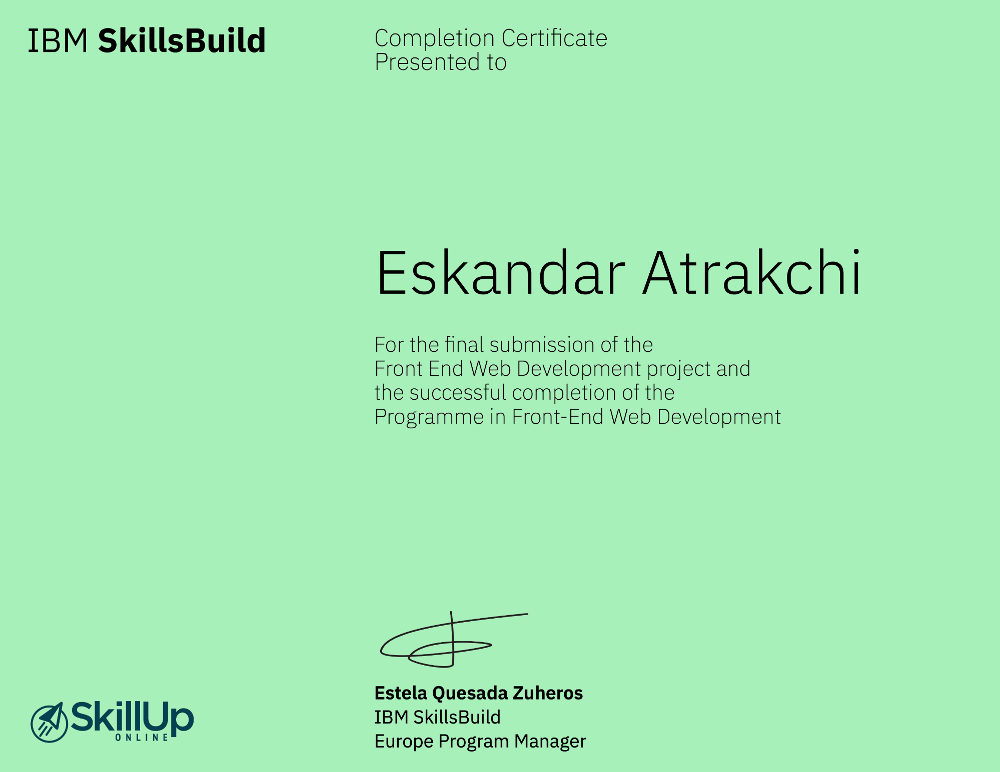 IBM SkillsBuild
Completion Certificate
Presented to
Eskandar Atrakchi
For the final submission of the
Front End Web Development project and
the successful completion of the
Programme in Front-End Web Development
Estela Quesada Zuheros
IBM SkillsBuild
Europe Program Manager
SkillUp
ONLINE